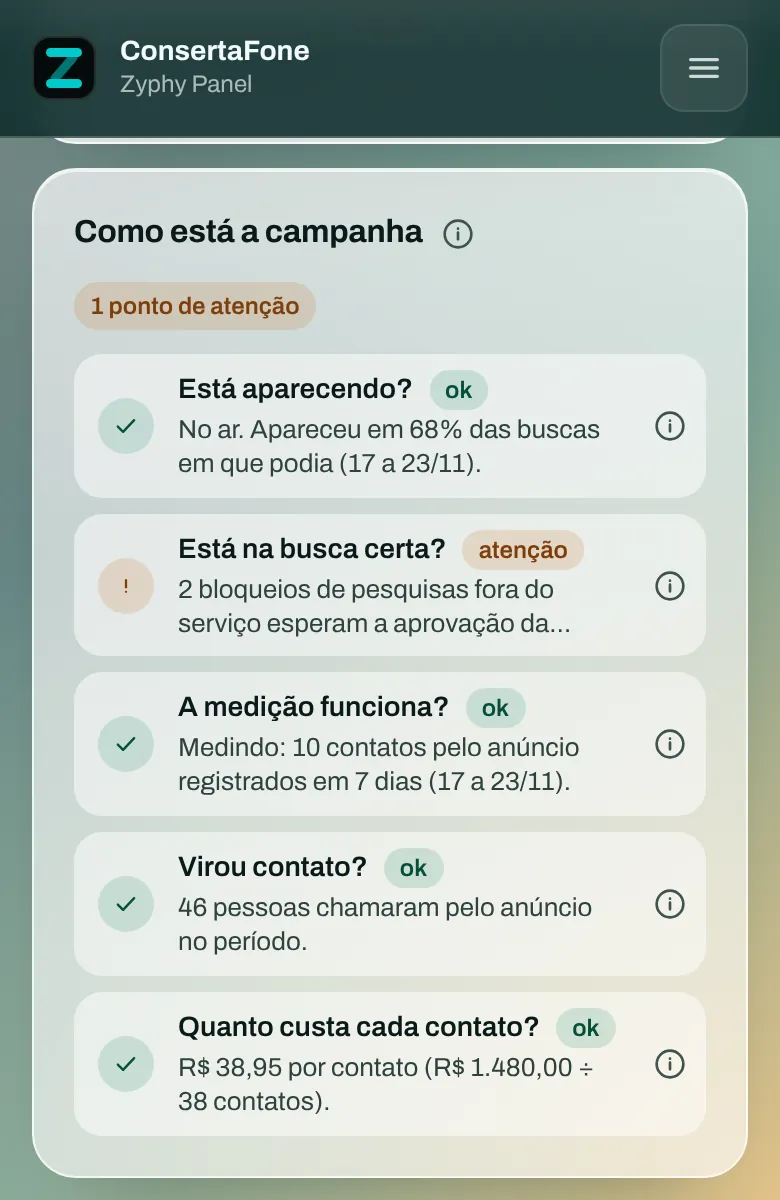 ConsertaFone
Zyphy Panel
Como está a campanha
1 ponto de atenção
Está aparecendo? ok
No ar. Apareceu em 68% das buscas
em que podia (17 a 23/11).
Está na busca certa? atenção
2 bloqueios de pesquisas fora do
serviço esperam a aprovação da...
A medição funciona? ok
Medindo: 10 contatos pelo anúncio
registrados em 7 dias (17 a 23/11).
Virou contato? ok
46 pessoas chamaram pelo anúncio
no período.
Quanto custa cada contato? ok
R$ 38,95 por contato (R$ 1.480,00 ÷
38 contatos).